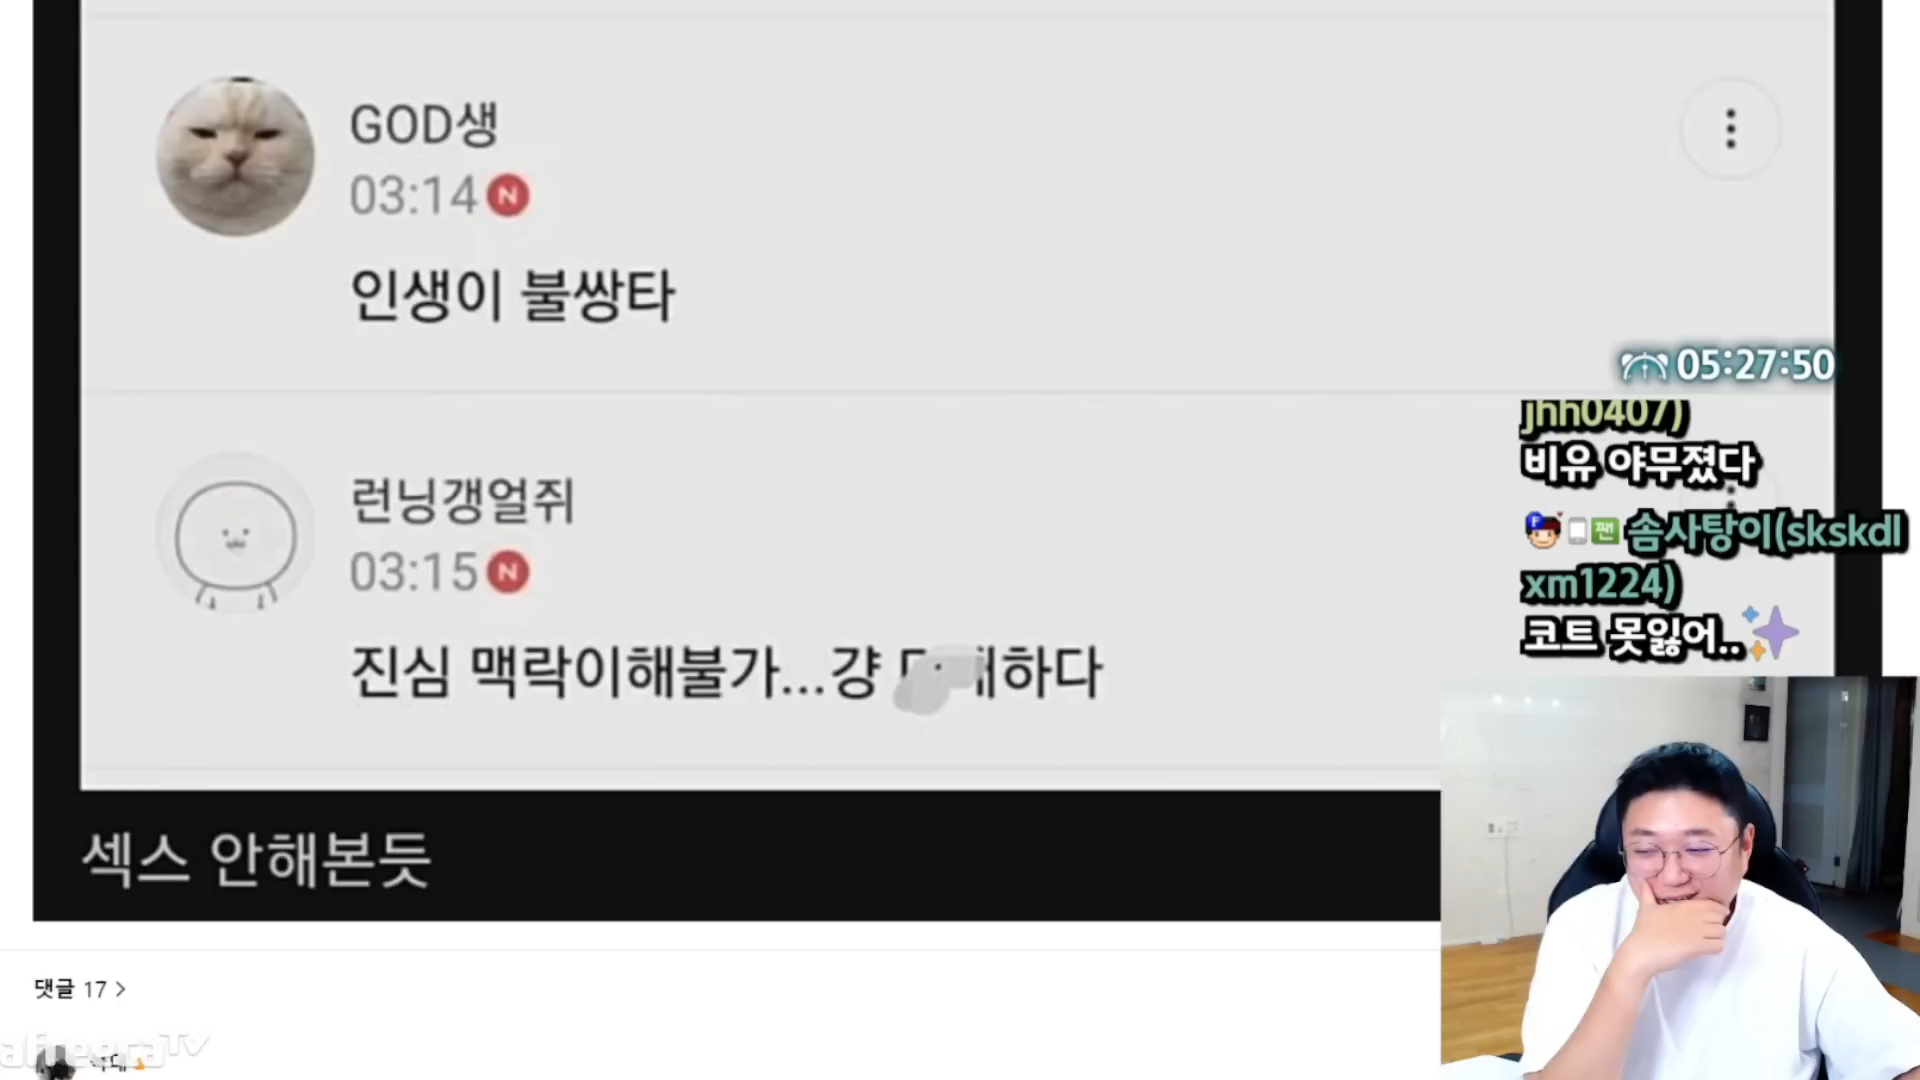 GOD생
03:14 N
인생이 불쌍타
05:27:50
jhh0407)
비유 야무졌다
F 팬 솜사탕이(skskdl
xm1224)
코트 못잃어..
런닝갱얼쥐
03:15 N
진심 맥락이해불가...걍
섹스 안해본듯
댓글 17 >
afreecaTV